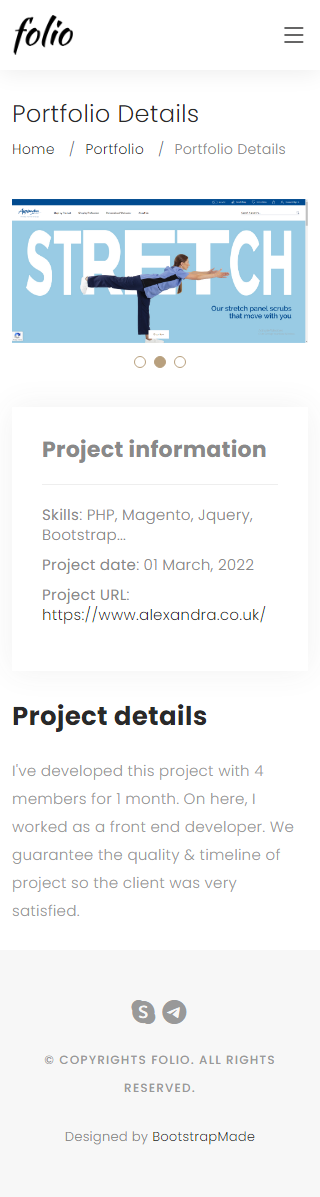 folio
Portfolio Details
Home / Portfolio / Portfolio Details
STRETCH
Our stretch panel scrubs
that move with you
Project information
Skills: PHP, Magento, Jquery,
Bootstrap...
Project date: 01 March, 2022
Project URL:
https://www.alexandra.co.uk/
Project details
I've developed this project with 4
members for 1 month. On here, I
worked as a front end developer. We
guarantee the quality & timeline of
project so the client was very
satisfied.
© COPYRIGHTS FOLIO. ALL RIGHTS
RESERVED.
Designed by BootstrapMade